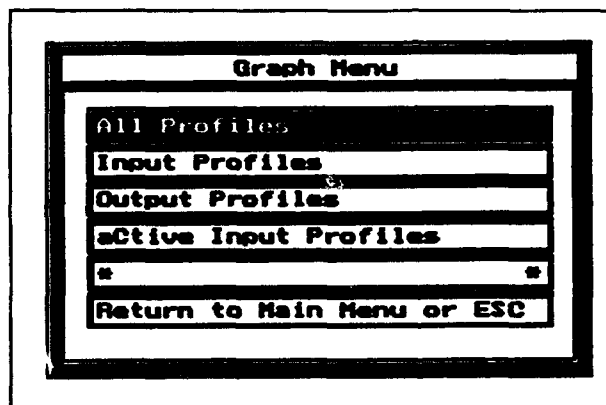 Graph Menu
All Profiles
Input Profiles
Output Profiles
aCtive Input Profiles
* *
Return to Main Menu or ESC